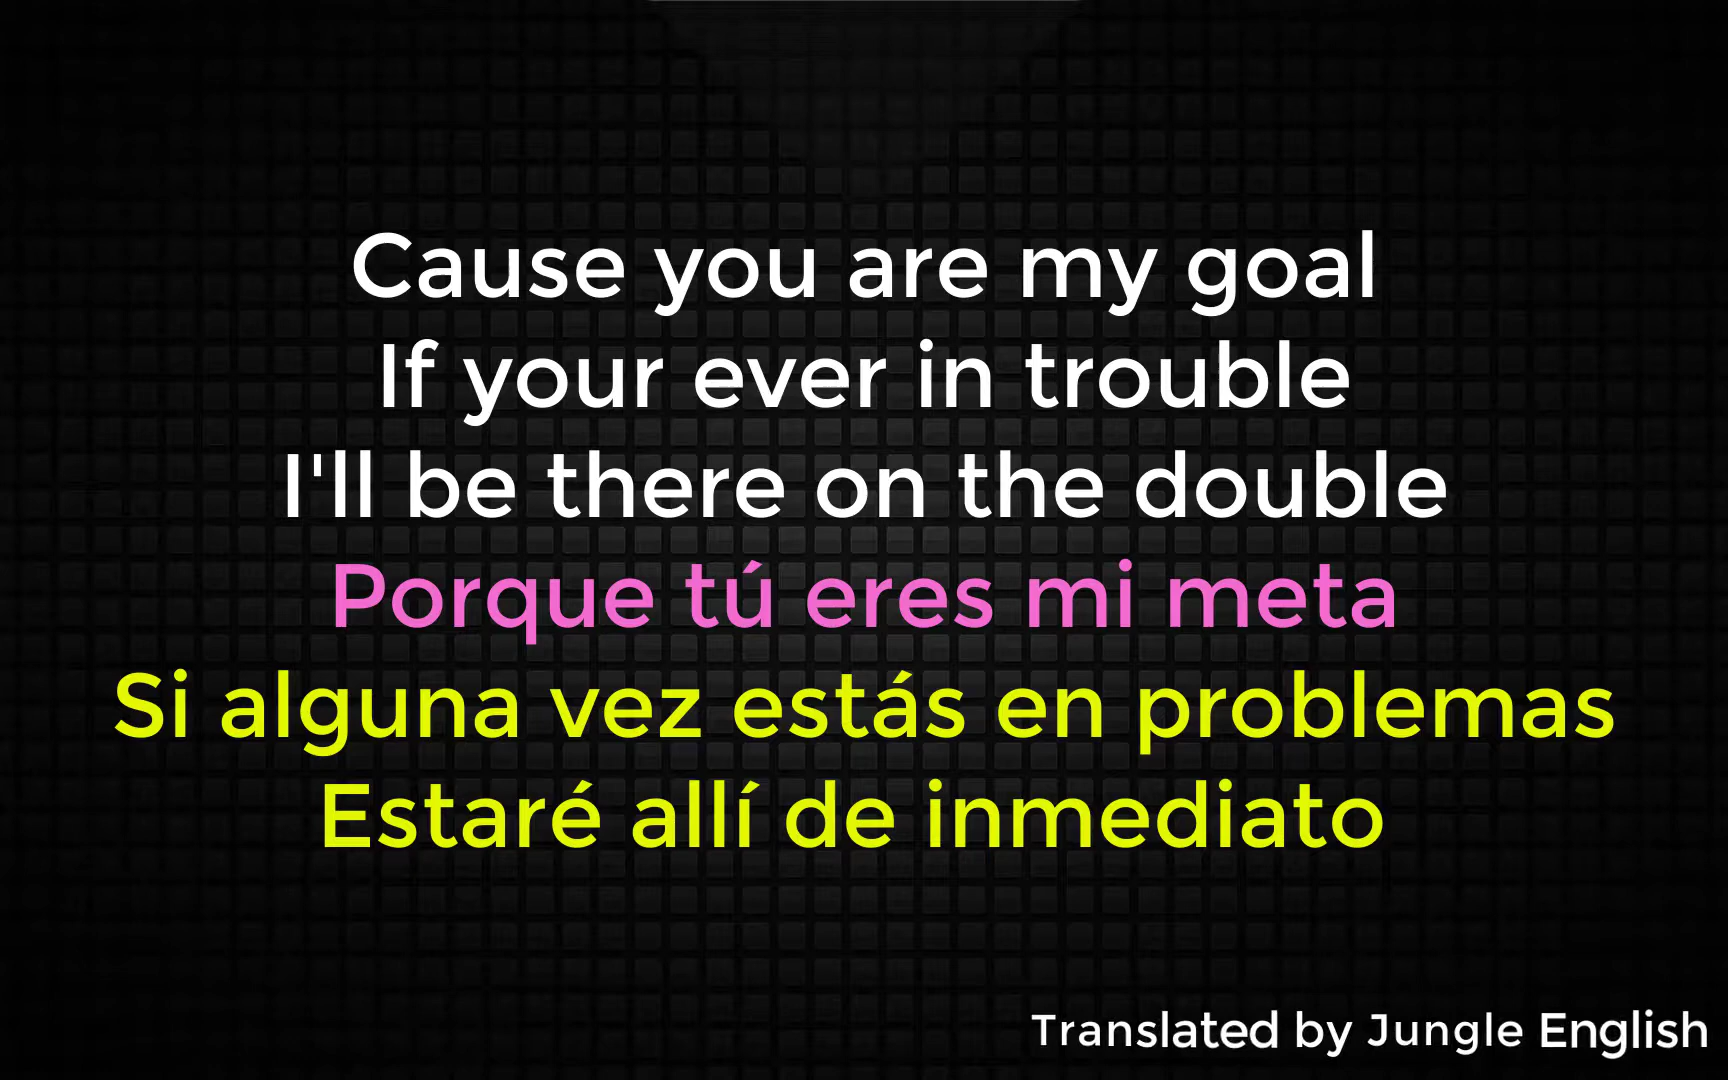 Cause you are my goal
If your ever in trouble
I'll be there on the double
Porque tú eres mi meta
Si alguna vez estás en problemas
Estaré allí de inmediato
Translated by Jungle English